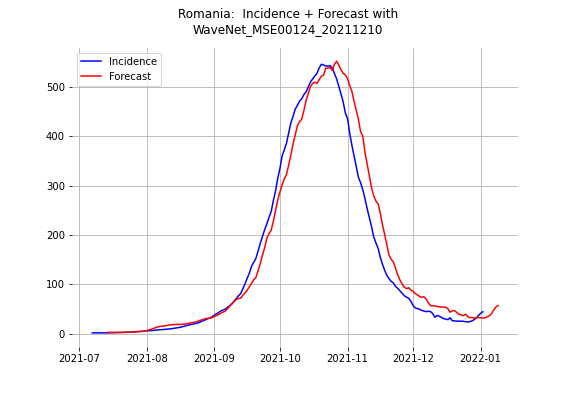 Romania:  Incidence + Forecast with
WaveNet_MSE00124_20211210
Incidence
Forecast
500
400
300
200
100
0
2021-07 2021-08 2021-09 2021-10 2021-11 2021-12 2022-01